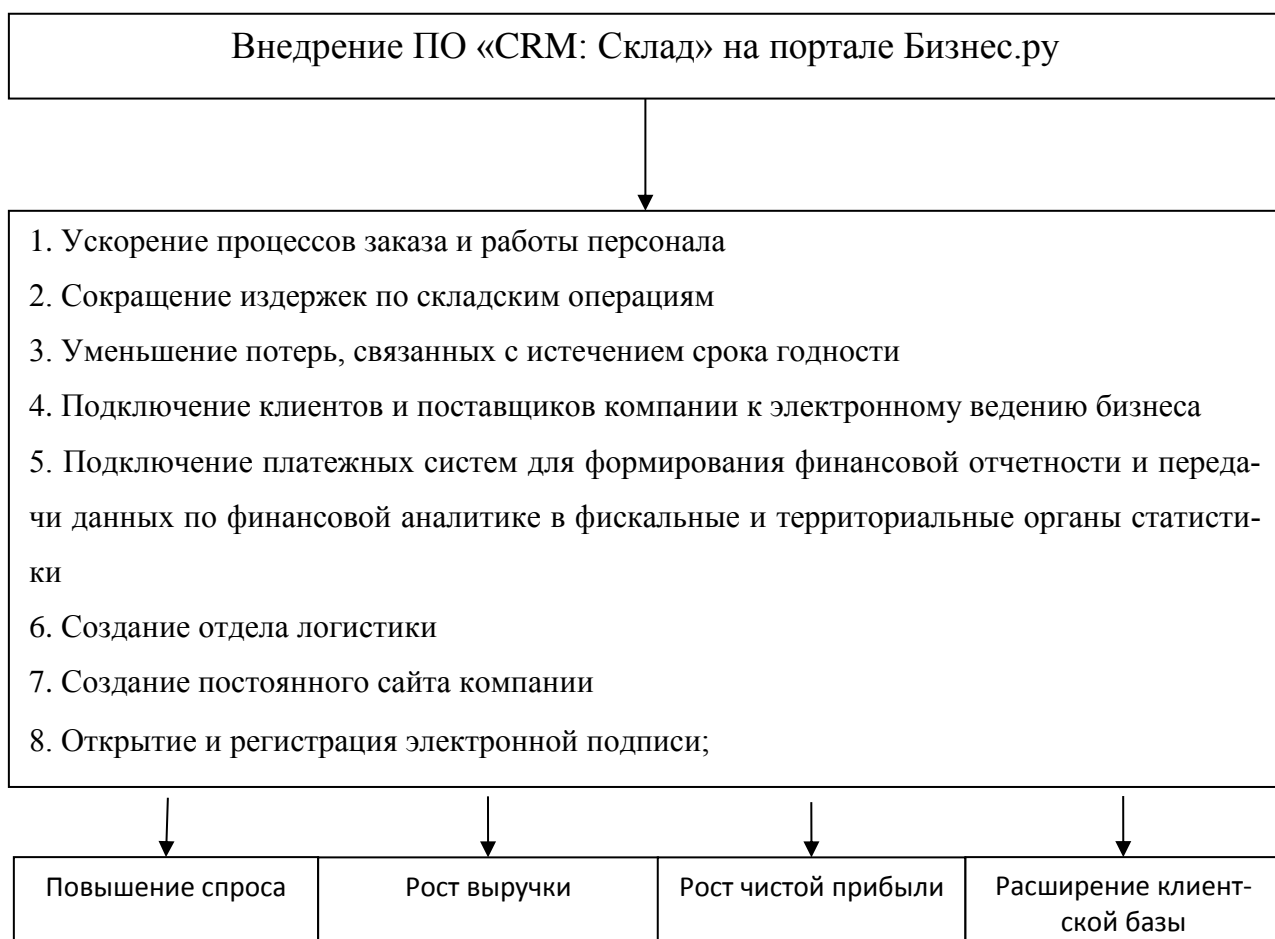 Внедрение ПО «CRM: Склад» на портале Бизнес.ру
1. Ускорение процессов заказа и работы персонала
2. Сокращение издержек по складским операциям
3. Уменьшение потерь, связанных с истечением срока годности
4. Подключение клиентов и поставщиков компании к электронному ведению бизнеса
5. Подключение платежных систем для формирования финансовой отчетности и переда-
чи данных по финансовой аналитике в фискальные и территориальные органы статисти-
ки
6. Создание отдела логистики
7. Создание постоянного сайта компании
8. Открытие и регистрация электронной подписи;
Повышение спроса
Рост выручки
Рост чистой прибыли
Расширение клиент-
ской базы